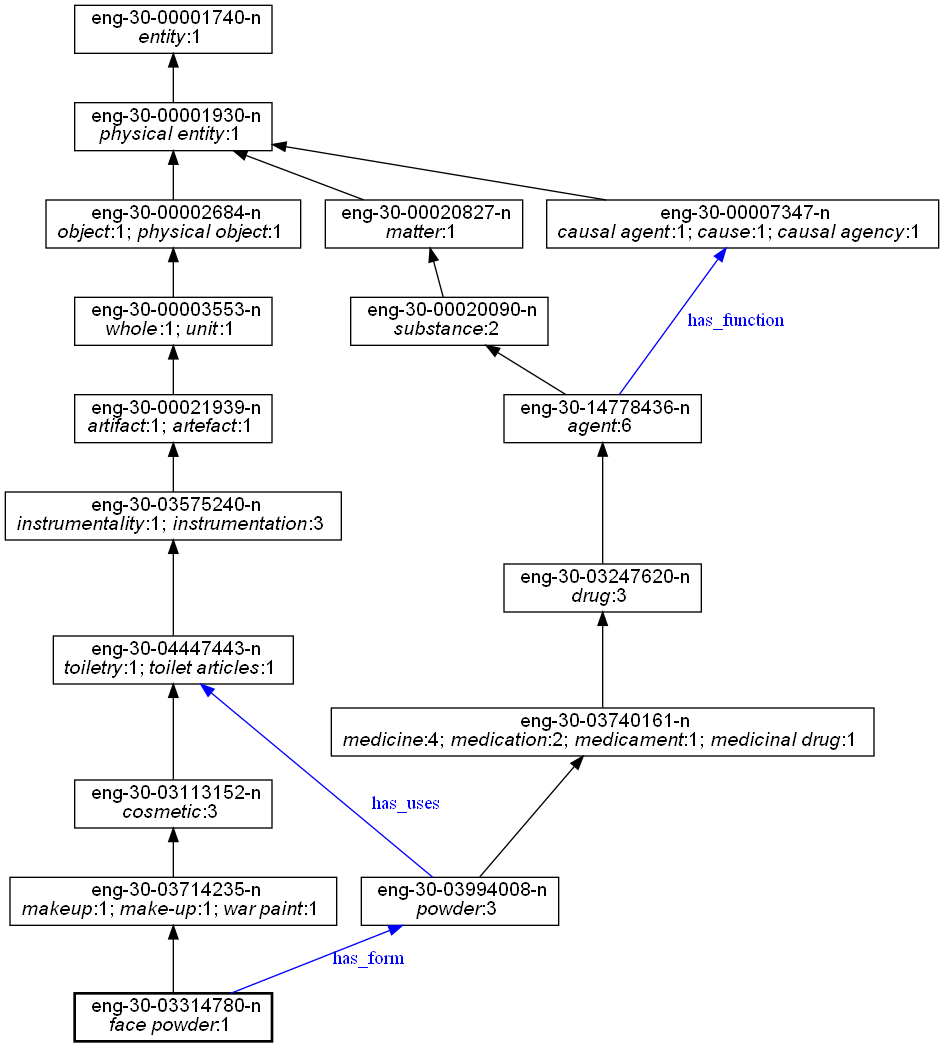 eng-30-00001740-n
entity:1
eng-30-00001930-n
physical entity:1
eng-30-00002684-n
object:1; physical object:1
eng-30-00020827-n
matter:1
eng-30-00007347-n
causal agent:1; cause:1; causal agency:1
eng-30-00003553-n
whole:1; unit:1
eng-30-00020090-n
substance:2
has_function
eng-30-00021939-n
artifact:1; artefact:1
eng-30-14778436-n
agent:6
eng-30-03575240-n
instrumentality:1; instrumentation:3
eng-30-03247620-n
drug:3
eng-30-04447443-n
toiletry:1; toilet articles:1
eng-30-03740161-n
medicine:4; medication:2; medicament:1; medicinal drug:1
eng-30-03113152-n
cosmetic:3
has_uses
eng-30-03714235-n
makeup:1; make-up:1; war paint:1
eng-30-03994008-n
powder:3
has_form
eng-30-03314780-n
face powder:1